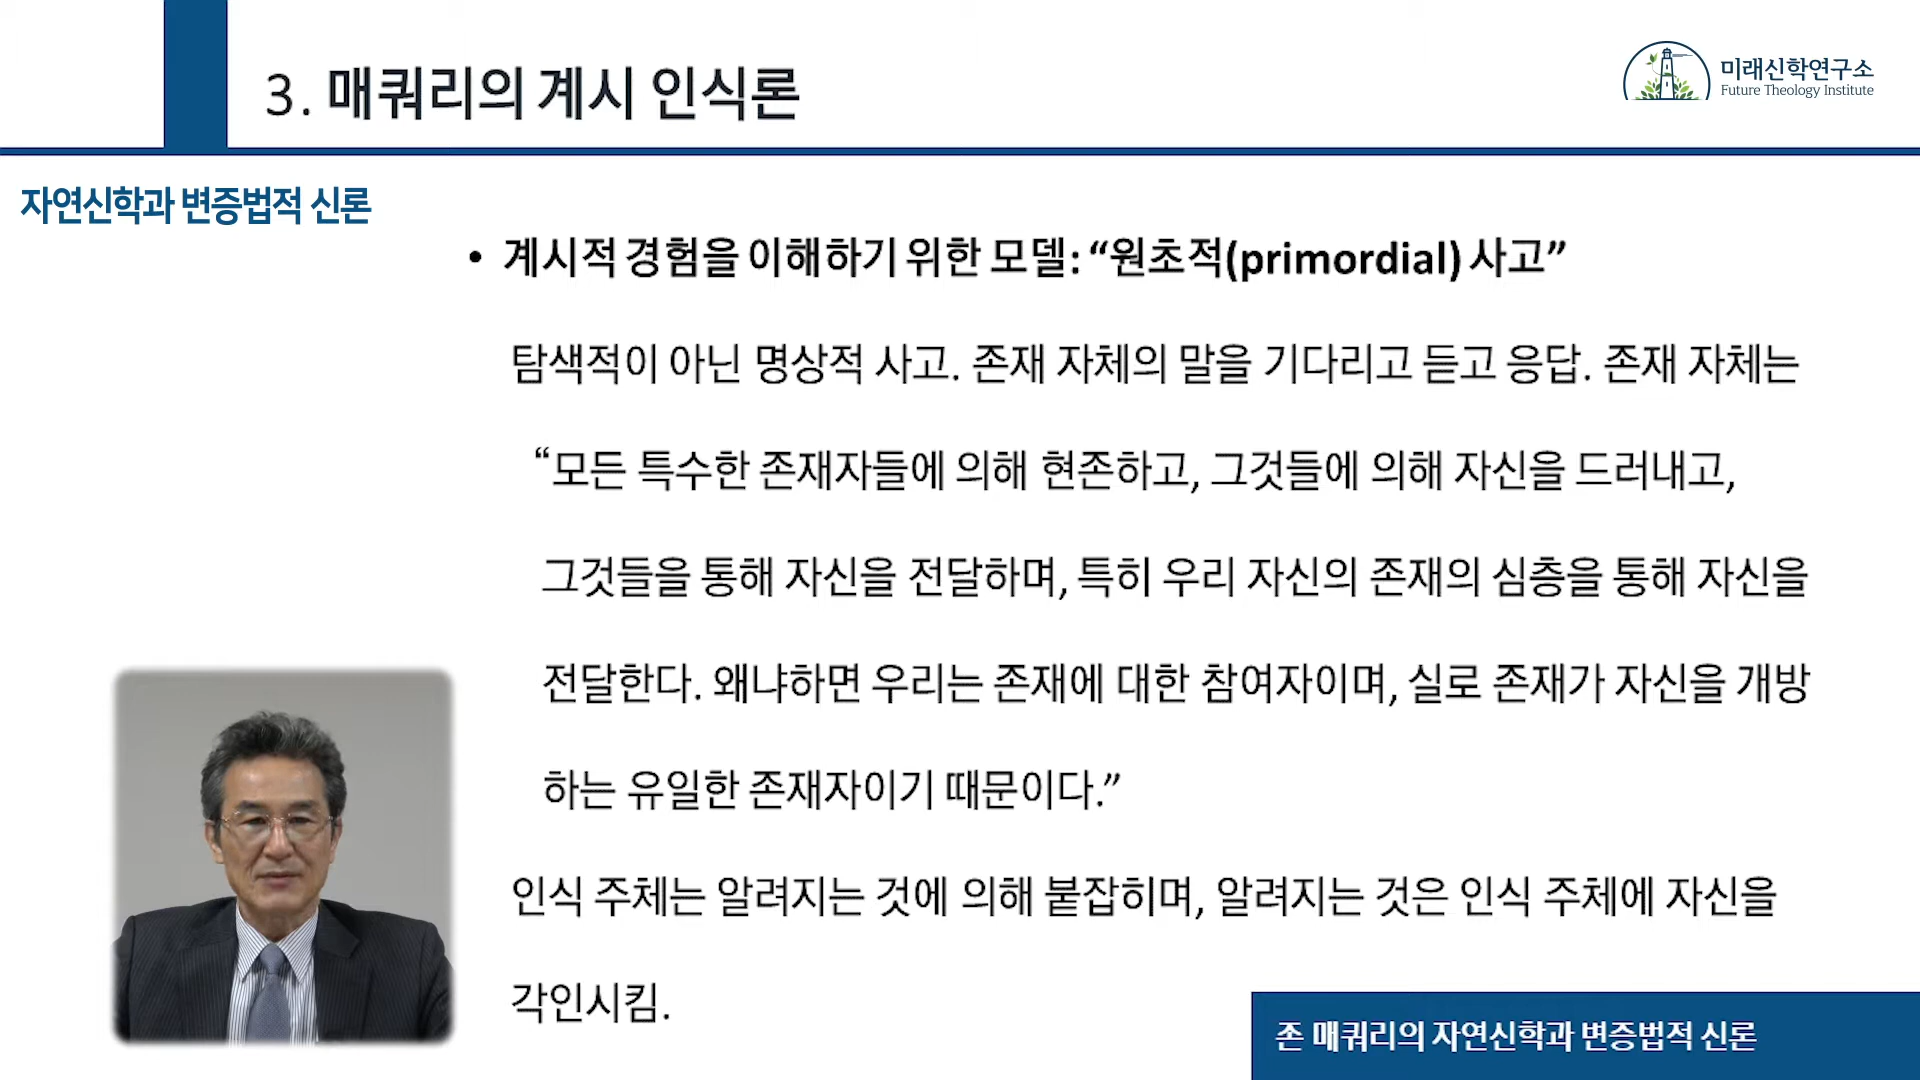 3. 매쿼리의 계시 인식론
미래신학연구소
Future Theology Institute
자연신학과 변증법적 신론
• 계시적 경험을 이해하기 위한 모델: “원초적(primordial) 사고”
탐색적이 아닌 명상적 사고. 존재 자체의 말을 기다리고 듣고 응답. 존재 자체는
“모든 특수한 존재자들에 의해 현존하고, 그것들에 의해 자신을 드러내고,
그것들을 통해 자신을 전달하며, 특히 우리 자신의 존재의 심층을 통해 자신을
전달한다. 왜냐하면 우리는 존재에 대한 참여자이며, 실로 존재가 자신을 개방
하는 유일한 존재자이기 때문이다.”
인식 주체는 알려지는 것에 의해 붙잡히며, 알려지는 것은 인식 주체에 자신을
각인시킴.
존 매쿼리의 자연신학과 변증법적 신론